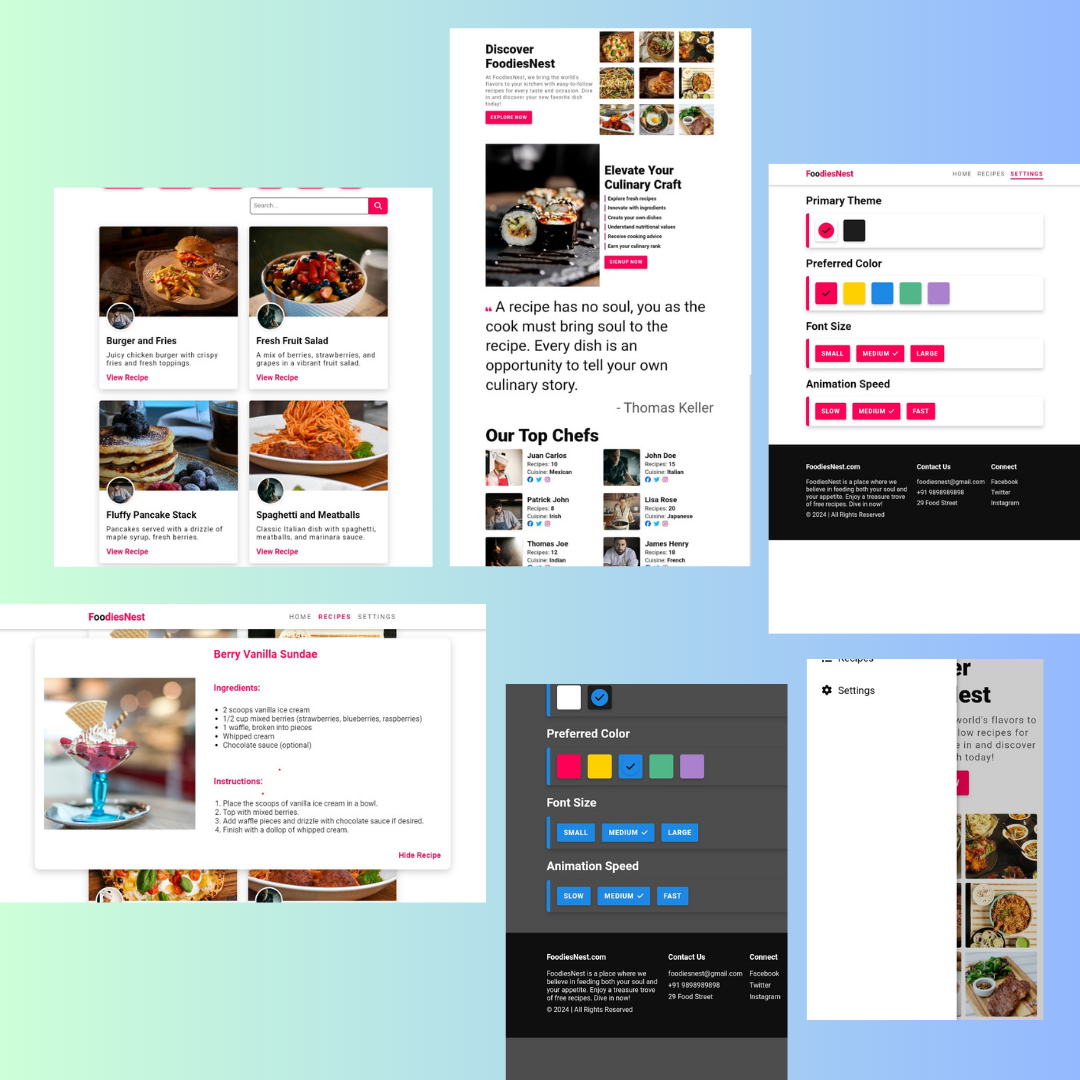 Discover
FoodiesNest
At FoodiesNest, we bring the world's
flavors to your kitchen with easy-to-follow
recipes for every taste and occasion. Dive
in and discover your new favorite dish
today!
EXPLORE NOW
Elevate Your
Culinary Craft
Explore fresh recipes
Innovate with ingredients
Create your own dishes
Understand nutritional values
Receive cooking advice
Earn your culinary rank
SIGNUP NOW
❝ A recipe has no soul, you as the
cook must bring soul to the
recipe. Every dish is an
opportunity to tell your own
culinary story.
- Thomas Keller
Our Top Chefs
Juan Carlos
Recipes: 10
Cuisine: Mexican
John Doe
Recipes: 15
Cuisine: Italian
Patrick John
Recipes: 8
Cuisine: Irish
Lisa Rose
Recipes: 20
Cuisine: Japanese
Thomas Joe
Recipes: 12
Cuisine: Indian
James Henry
Recipes: 18
Cuisine: French
Search...
Burger and Fries
Juicy chicken burger with crispy
fries and fresh toppings.
View Recipe
Fresh Fruit Salad
A mix of berries, strawberries, and
grapes in a vibrant fruit salad.
View Recipe
Fluffy Pancake Stack
Pancakes served with a drizzle of
maple syrup, fresh berries.
View Recipe
Spaghetti and Meatballs
Classic Italian dish with spaghetti,
meatballs, and marinara sauce.
View Recipe
FoodiesNest
HOME RECIPES SETTINGS
Primary Theme
Preferred Color
Font Size
SMALL MEDIUM ✓ LARGE
Animation Speed
SLOW MEDIUM ✓ FAST
FoodiesNest.com
FoodiesNest is a place where we
believe in feeding both your soul and
your appetite. Enjoy a treasure trove
of free recipes. Dive in now!
© 2024 | All Rights Reserved
Contact Us
foodiesnest@gmail.com
+91 9898989898
29 Food Street
Connect
Facebook
Twitter
Instagram
FoodiesNest
HOME RECIPES SETTINGS
Berry Vanilla Sundae
Ingredients:
• 2 scoops vanilla ice cream
• 1/2 cup mixed berries (strawberries, blueberries, raspberries)
• 1 waffle, broken into pieces
• Whipped cream
• Chocolate sauce (optional)
Instructions:
1. Place the scoops of vanilla ice cream in a bowl.
2. Top with mixed berries.
3. Add waffle pieces and drizzle with chocolate sauce if desired.
4. Finish with a dollop of whipped cream.
Hide Recipe
Preferred Color
Font Size
SMALL MEDIUM ✓ LARGE
Animation Speed
SLOW MEDIUM ✓ FAST
FoodiesNest.com
FoodiesNest is a place where we
believe in feeding both your soul and
your appetite. Enjoy a treasure trove
of free recipes. Dive in now!
© 2024 | All Rights Reserved
Contact Us
foodiesnest@gmail.com
+91 9898989898
29 Food Street
Connect
Facebook
Twitter
Instagram
Recipes
Settings
er
est
world's flavors to
low recipes for
e in and discover
h today!